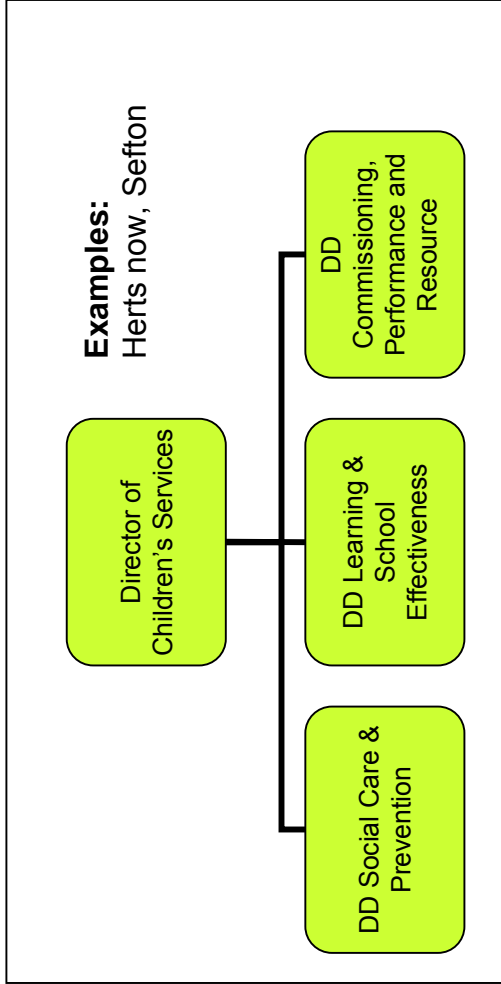 Examples:
Herts now, Sefton
Director of
Children’s Services
DD Social Care &
Prevention
DD Learning &
School
Effectiveness
DD
Commissioning,
Performance and
Resource